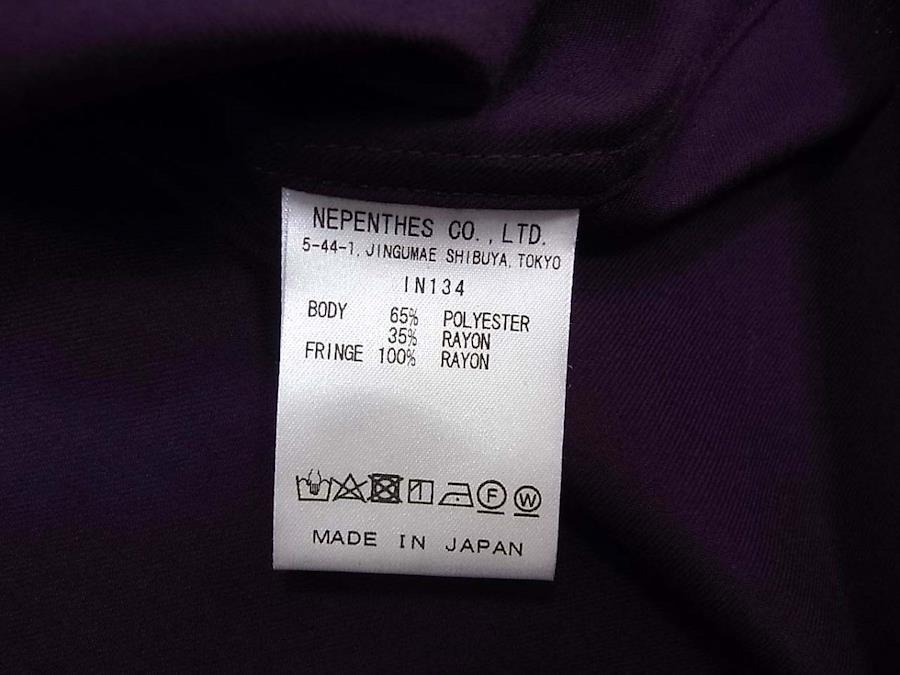 NEPENTHES CO., LTD.
5-44-1, JINGUMAE SHIBUYA, TOKYO
IN134
BODY 65% POLYESTER
35% RAYON
FRINGE 100% RAYON
F W
MADE IN JAPAN